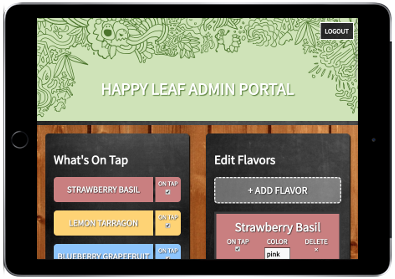 LOGOUT
HAPPY LEAF ADMIN PORTAL
What's On Tap
STRAWBERRY BASIL
ON TAP
LEMON TARRAGON
ON TAP
BLUEBERRY GRAPEFRUIT
ON TAP
Edit Flavors
+ ADD FLAVOR
Strawberry Basil
ON TAP COLOR DELETE
pink ×